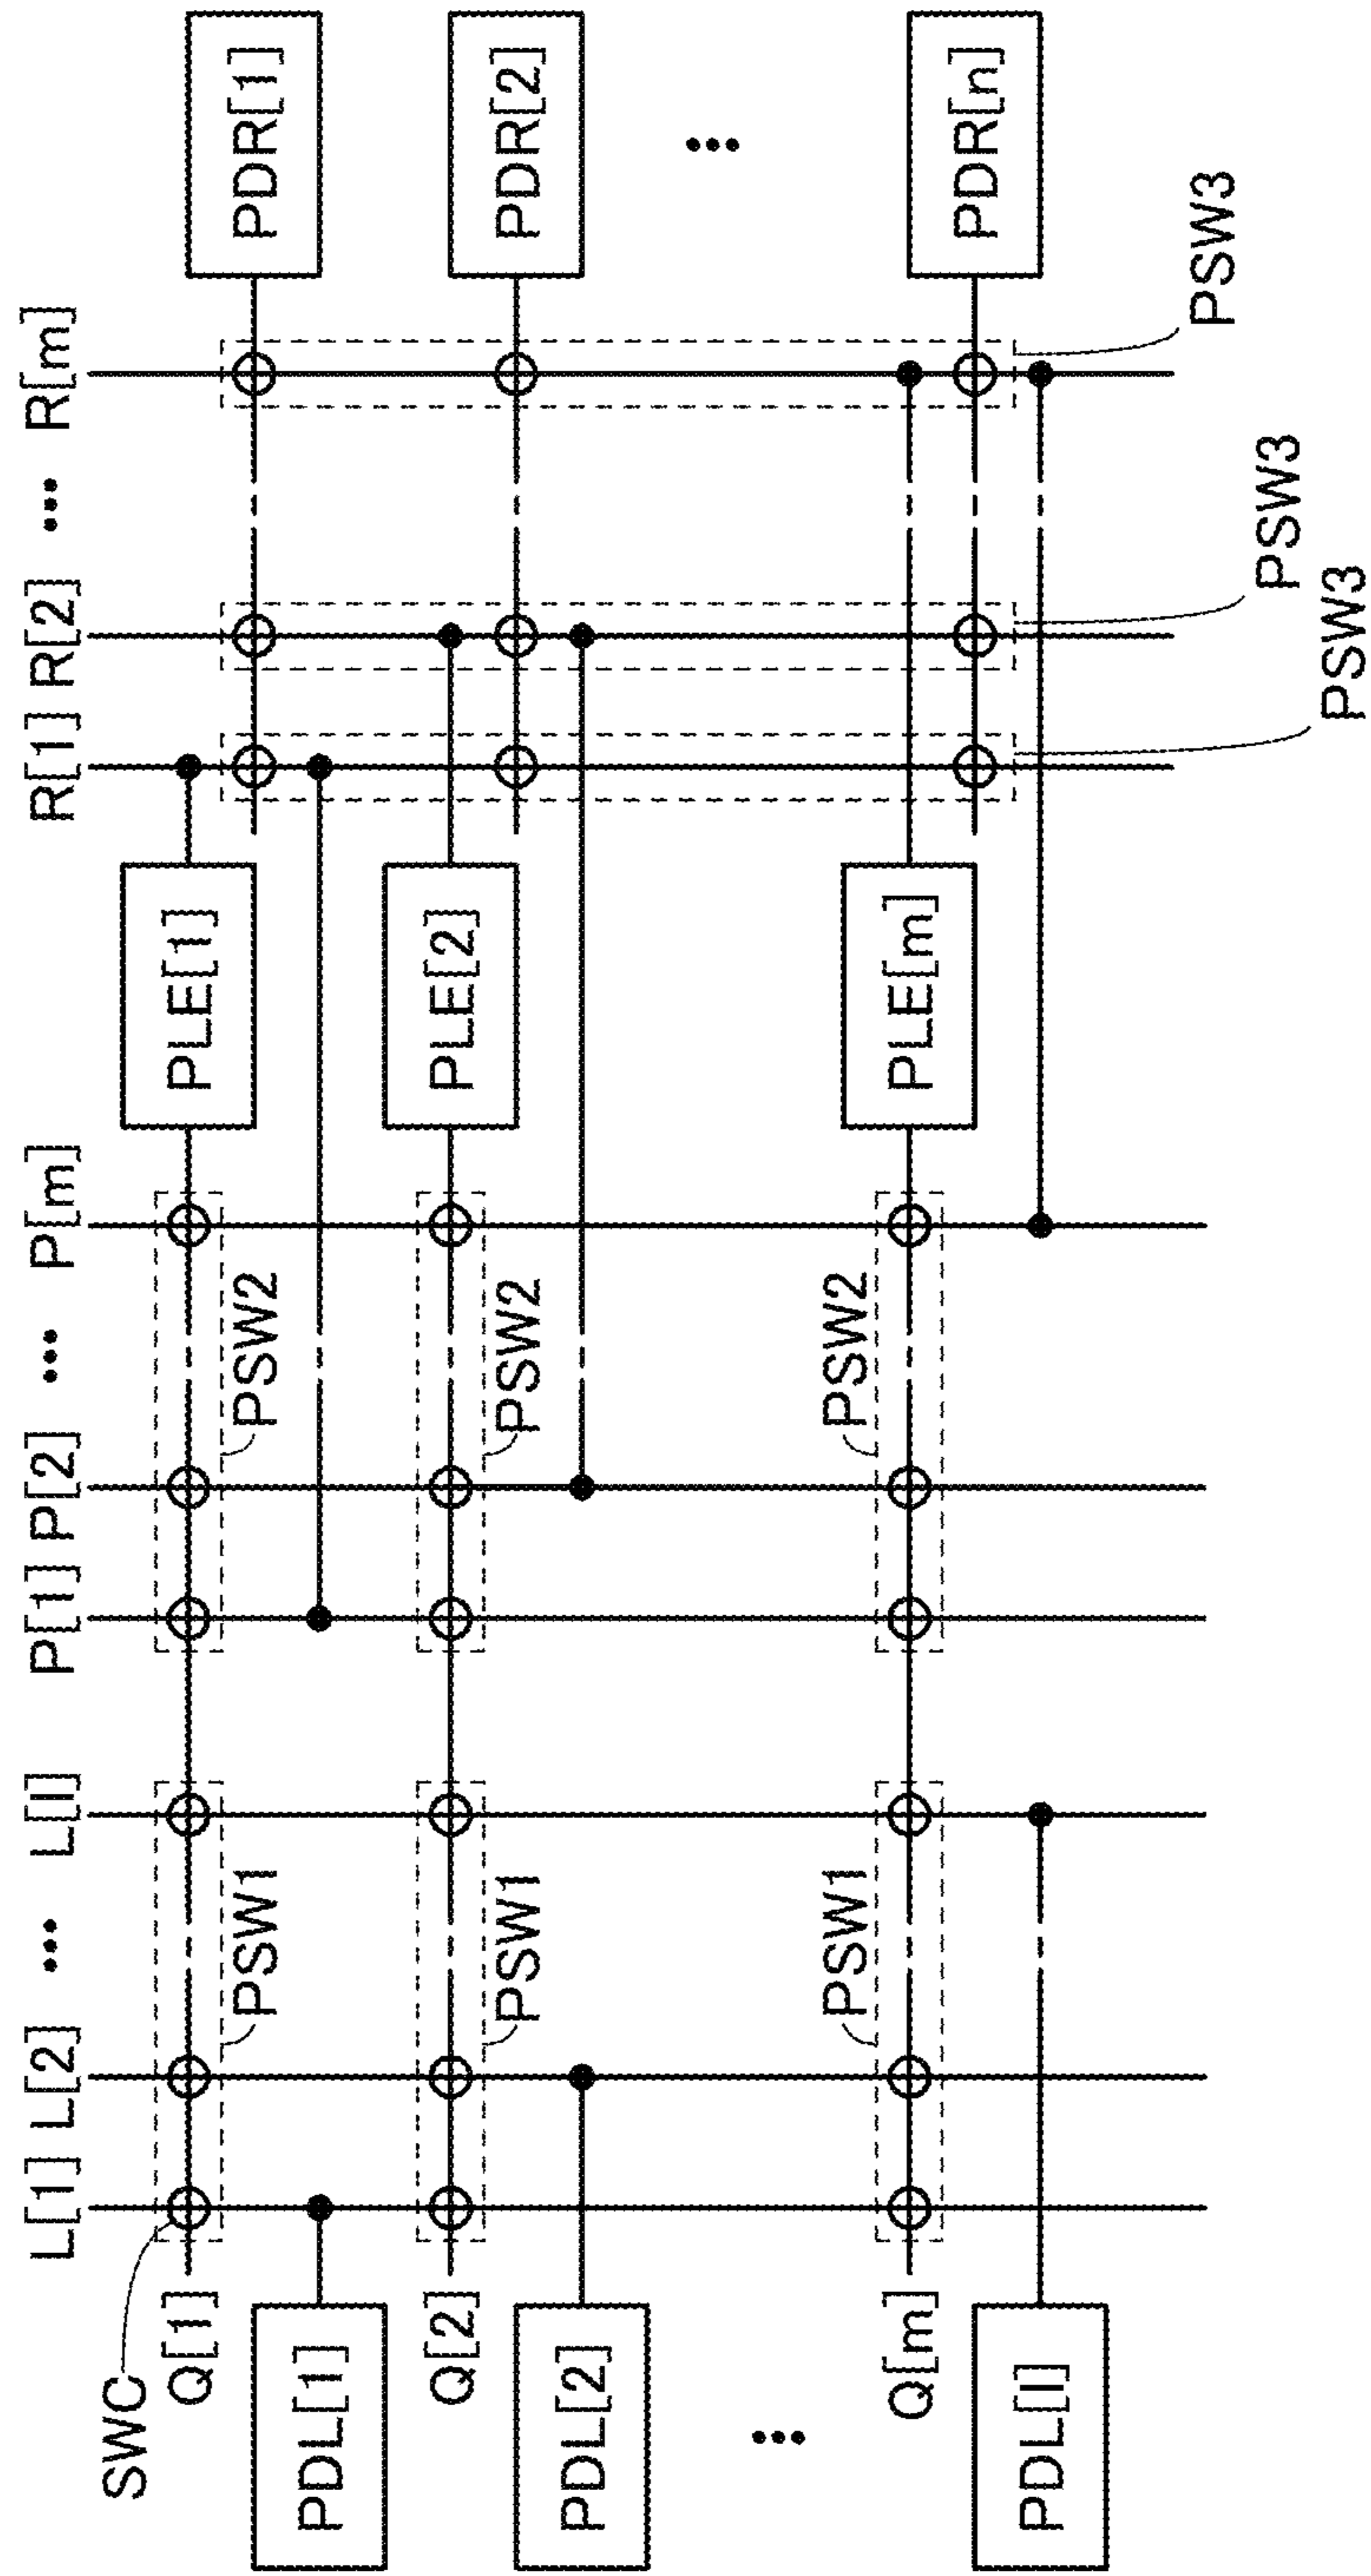 L[1] L[2] ... L[l] P[1] P[2] ... P[m] R[1] R[2] ... R[m]
SWC
Q[1] PLE[1]
PSW1 PSW2 PDR[1]
PDL[1]
Q[2] PLE[2]
PSW1 PSW2 PDR[2]
PDL[2]
...
...
PSW1 PSW2
Q[m] PLE[m]
PDR[n]
PDL[l]
PSW3
PSW3
PSW3